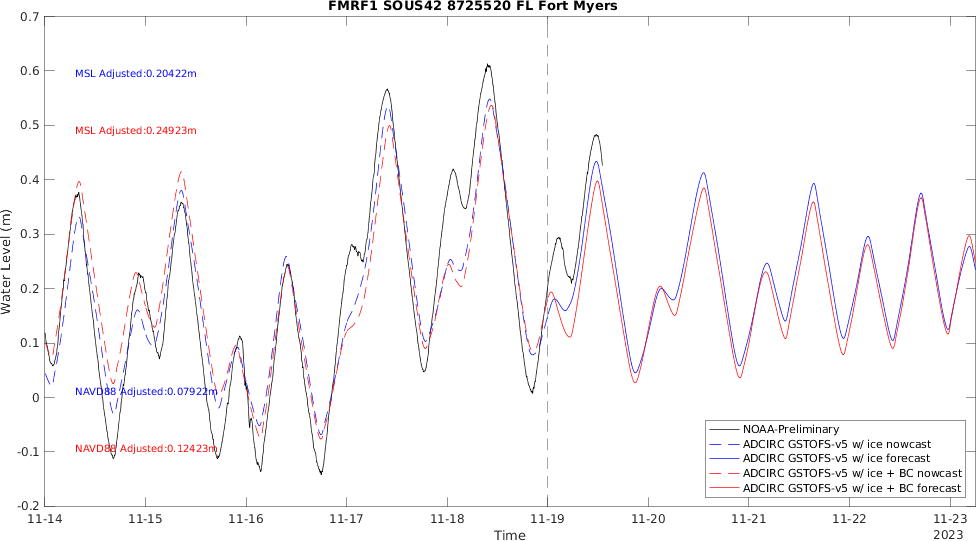 FMRF1 SOUS42 8725520 FL Fort Myers
0.7
0.6
0.5
0.4
0.3
0.2
0.1
0
-0.1
-0.2
Water Level (m)
MSL Adjusted:0.20422m
MSL Adjusted:0.24923m
NAVD88 Adjusted:0.07922m
NAVD88 Adjusted:0.12423m
NOAA-Preliminary
ADCIRC GSTOFS-v5 w/ ice nowcast
ADCIRC GSTOFS-v5 w/ ice forecast
ADCIRC GSTOFS-v5 w/ ice + BC nowcast
ADCIRC GSTOFS-v5 w/ ice + BC forecast
11-14 11-15 11-16 11-17 11-18 11-19 11-20 11-21 11-22 11-23
Time
2023